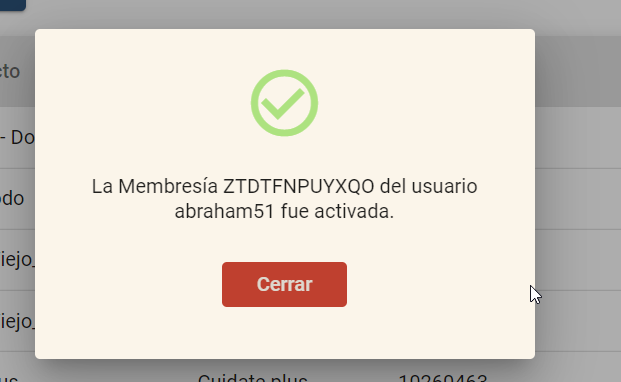 cto
- Do
odo
iejo_
iejo_
La Membresía ZTDTFNPUYXQO del usuario
abraham51 fue activada.
Cerrar
us
Cuidate plus
10260463